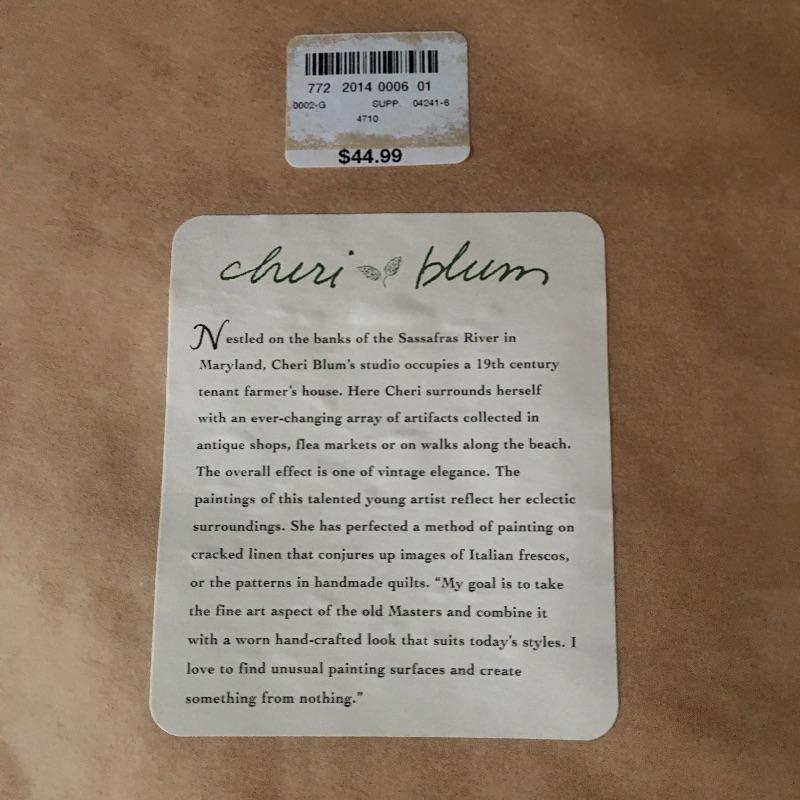 772 2014 0006 01
0002-G SUPP. 04241-6
4710
$44.99
cheri blum
Nestled on the banks of the Sassafras River in
Maryland, Cheri Blum's studio occupies a 19th century
tenant farmer's house. Here Cheri surrounds herself
with an ever-changing array of artifacts collected in
antique shops, flea markets or on walks along the beach.
The overall effect is one of vintage elegance. The
paintings of this talented young artist reflect her eclectic
surroundings. She has perfected a method of painting on
cracked linen that conjures up images of Italian frescos,
or the patterns in handmade quilts. "My goal is to take
the fine art aspect of the old Masters and combine it
with a worn hand-crafted look that suits today's styles. I
love to find unusual painting surfaces and create
something from nothing."